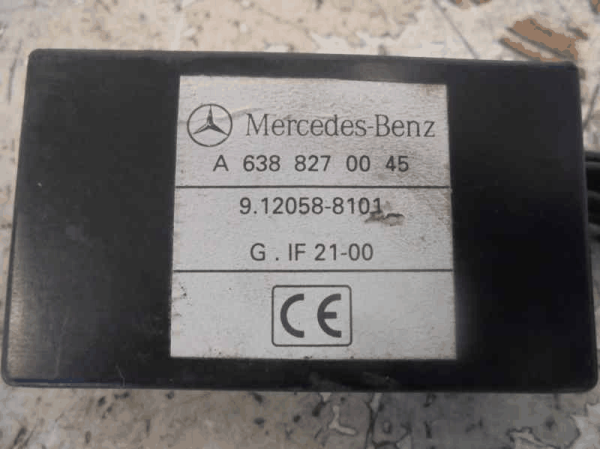 Mercedes-Benz
A 638 827 00 45
9.12058-8101
G . IF 21-00
CE